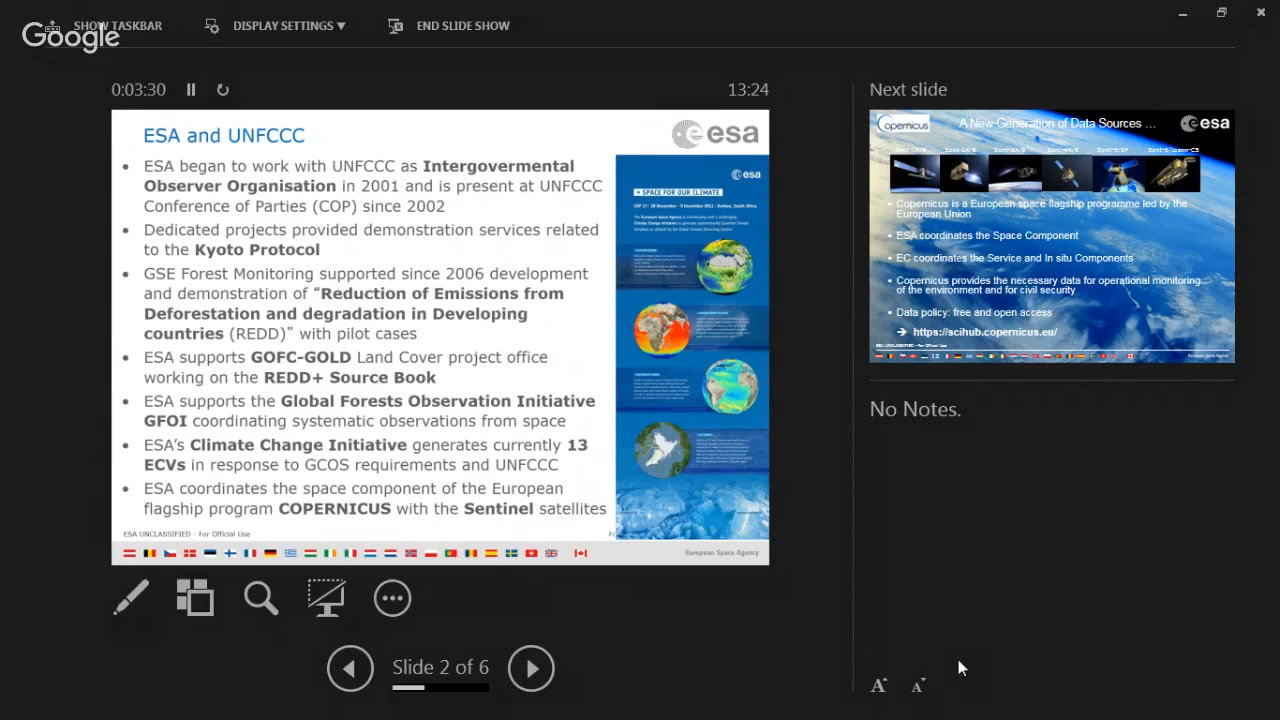 SHOW TASKBAR
DISPLAY SETTINGS ▼
END SLIDE SHOW
Google
0:03:30
13:24
Next slide
ESA and UNFCCC
esa
• ESA began to work with UNFCCC as Intergovermental
Observer Organisation in 2001 and is present at UNFCCC
Conference of Parties (COP) since 2002
• Dedicated projects provided demonstration services related
to the Kyoto Protocol
• GSE Forest Monitoring supported since 2006 development
and demonstration of “Reduction of Emissions from
Deforestation and degradation in Developing
countries (REDD)” with pilot cases
• ESA supports GOFC-GOLD Land Cover project office
working on the REDD+ Source Book
• ESA supports the Global Forests Observation Initiative
GFOI coordinating systematic observations from space
• ESA’s Climate Change Initiative generates currently 13
ECVs in response to GCOS requirements and UNFCCC
• ESA coordinates the space component of the European
flagship program COPERNICUS with the Sentinel satellites
esa
SPACE FOR OUR CLIMATE
ESA UNCLASSIFIED - For Official Use
European Space Agency
opernicus
A New Generation of Data Sources ...
esa
• Copernicus is a European space flagship programme led by the
European Union
• ESA coordinates the Space Component
• EC coordinates the Service and In situ Components
• Copernicus provides the necessary data for operational monitoring
of the environment and for civil security
• Data policy: free and open access
➔ https://scihub.copernicus.eu/
ESA UNCLASSIFIED - For Official Use
European Space Agency
No Notes.
Slide 2 of 6
A A